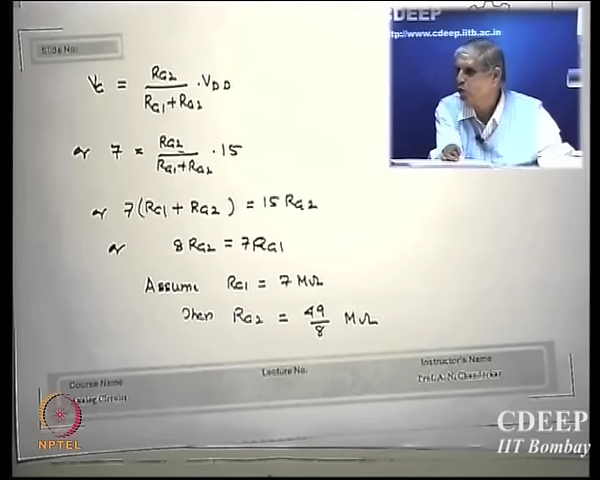 CDEEP
http://www.cdeep.iitb.ac.in
Slide No:
VG = RG2 / RG1+RG2 · VDD
or 7 = RG2 / RG1+RG2 · 15
or 7(RG1 + RG2) = 15 RG2
or 8 RG2 = 7RG1
Assume RG1 = 7 MΩ
Then RG2 = 49/8 MΩ
Course Name
Analog Circuits
Lecture No.
Instructor's Name
Prof. A. N. Chandorkar
NPTEL
CDEEP
IIT Bombay